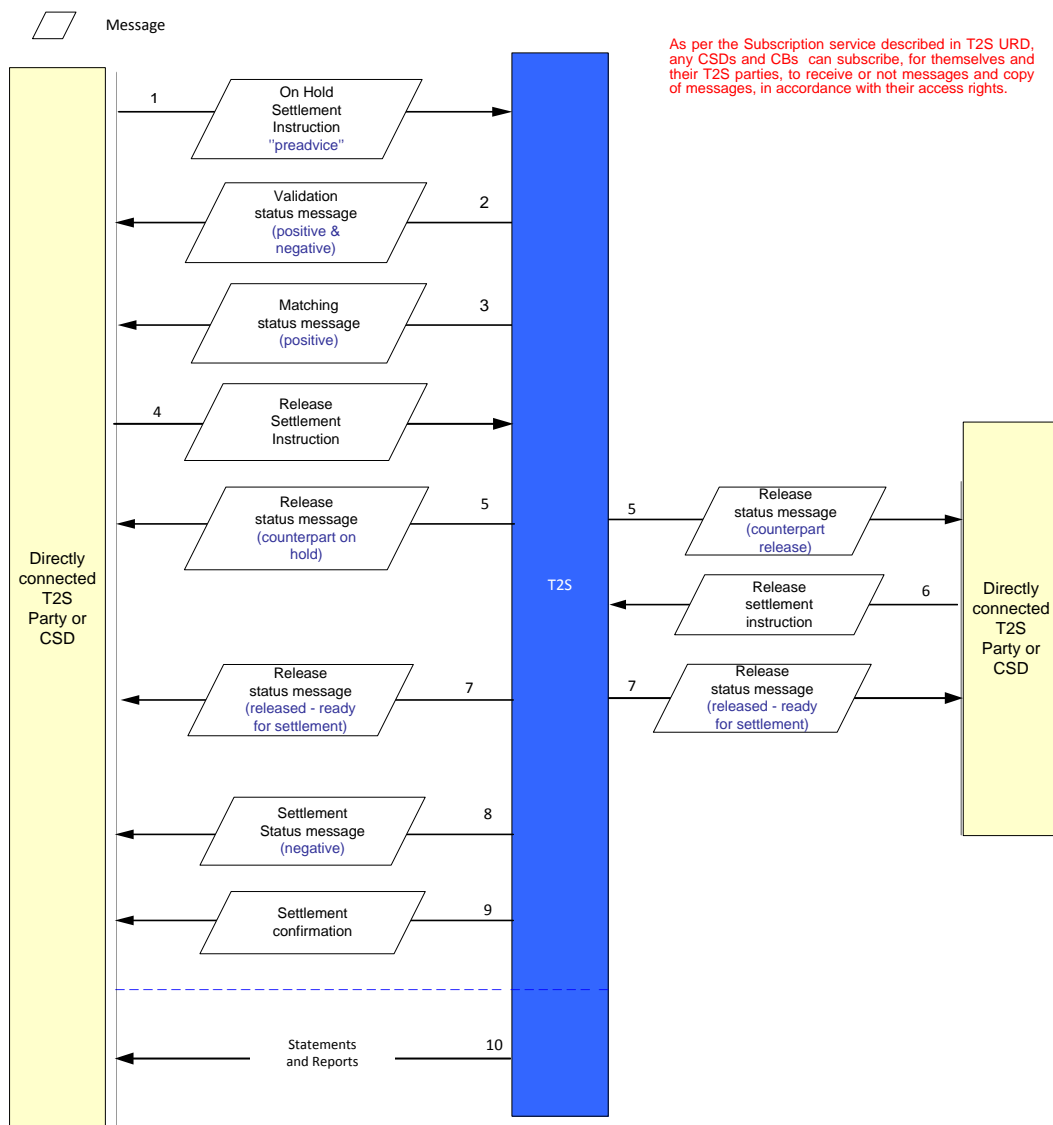 Message
As per the Subscription service described in T2S URD,
any CSDs and CBs can subscribe, for themselves and
their T2S parties, to receive or not messages and copy
of messages, in accordance with their access rights.
1
On Hold
Settlement
Instruction
"preadvice"
Validation
status message
(positive &
negative)
2
Matching
status message
(positive)
3
4
Release
Settlement
Instruction
Release
status message
(counterpart on
hold)
5
5
Release
status message
(counterpart
release)
Directly
connected
T2S
Party or
CSD
T2S
Release
settlement
instruction
6
Directly
connected
T2S
Party or
CSD
Release
status message
(released - ready
for settlement)
7
7
Release
status message
(released - ready
for settlement)
Settlement
Status message
(negative)
8
Settlement
confirmation
9
Statements
and Reports
10